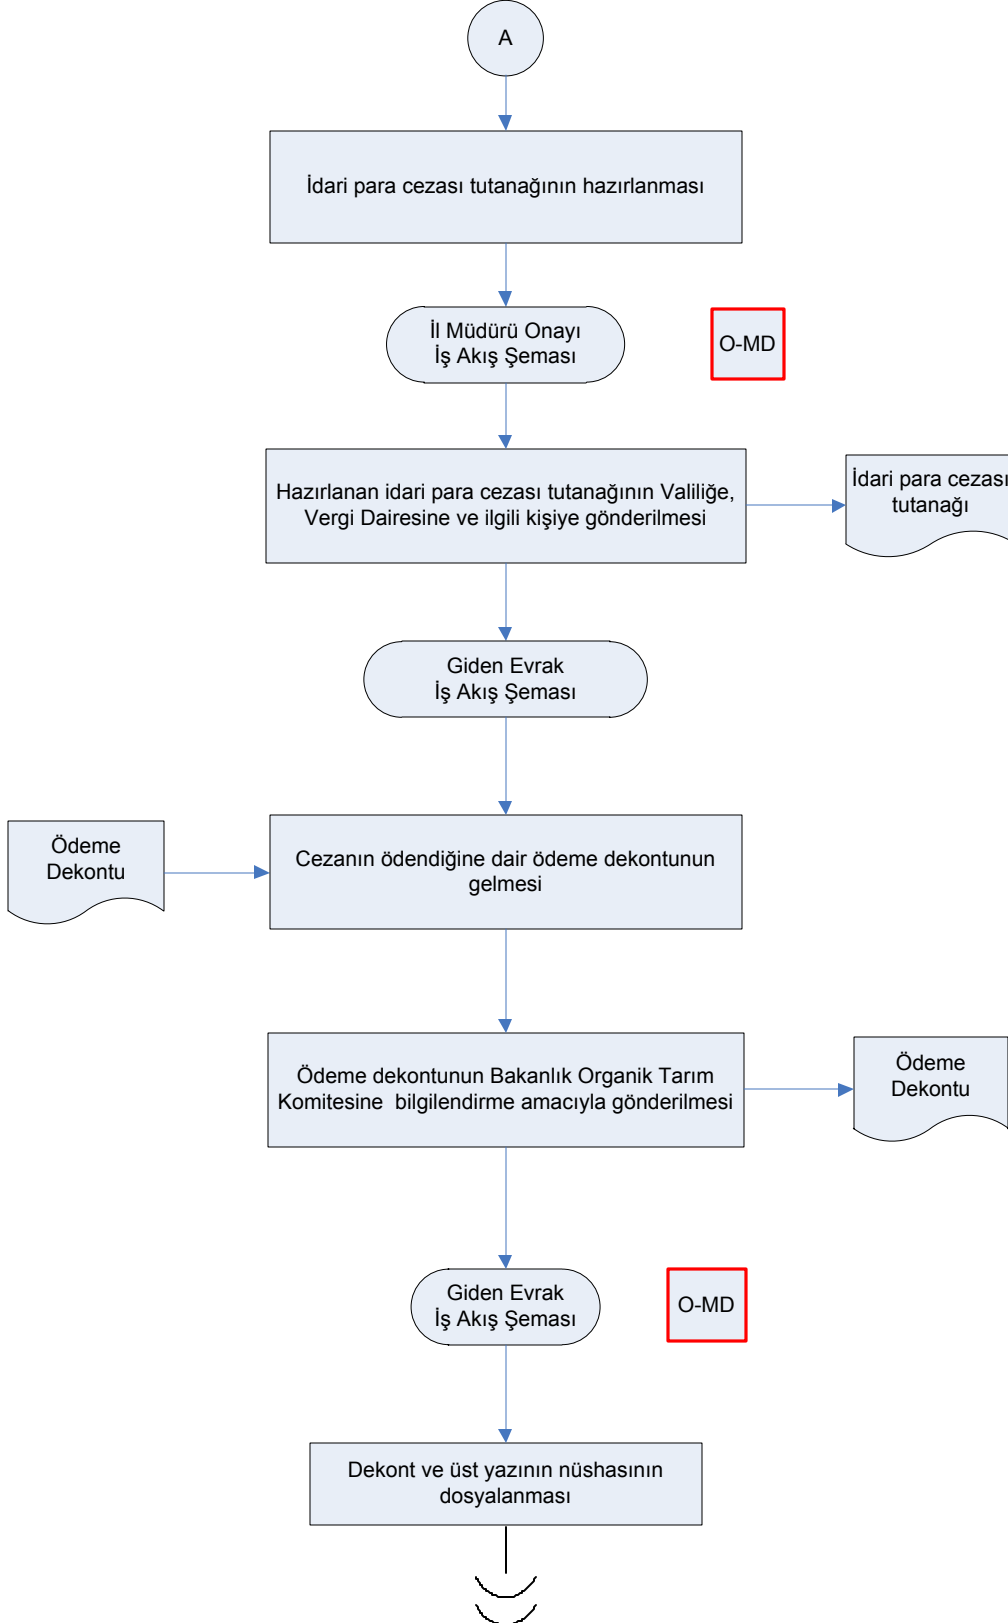 A
İdari para cezası tutanağının hazırlanması
İl Müdürü Onayı
İş Akış Şeması
O-MD
Hazırlanan idari para cezası tutanağının Valiliğe,
Vergi Dairesine ve ilgili kişiye gönderilmesi
İdari para cezası
tutanağı
Giden Evrak
İş Akış Şeması
Ödeme
Dekontu
Cezanın ödendiğine dair ödeme dekontunun
gelmesi
Ödeme dekontunun Bakanlık Organik Tarım
Komitesine  bilgilendirme amacıyla gönderilmesi
Ödeme
Dekontu
Giden Evrak
İş Akış Şeması
O-MD
Dekont ve üst yazının nüshasının
dosyalanması